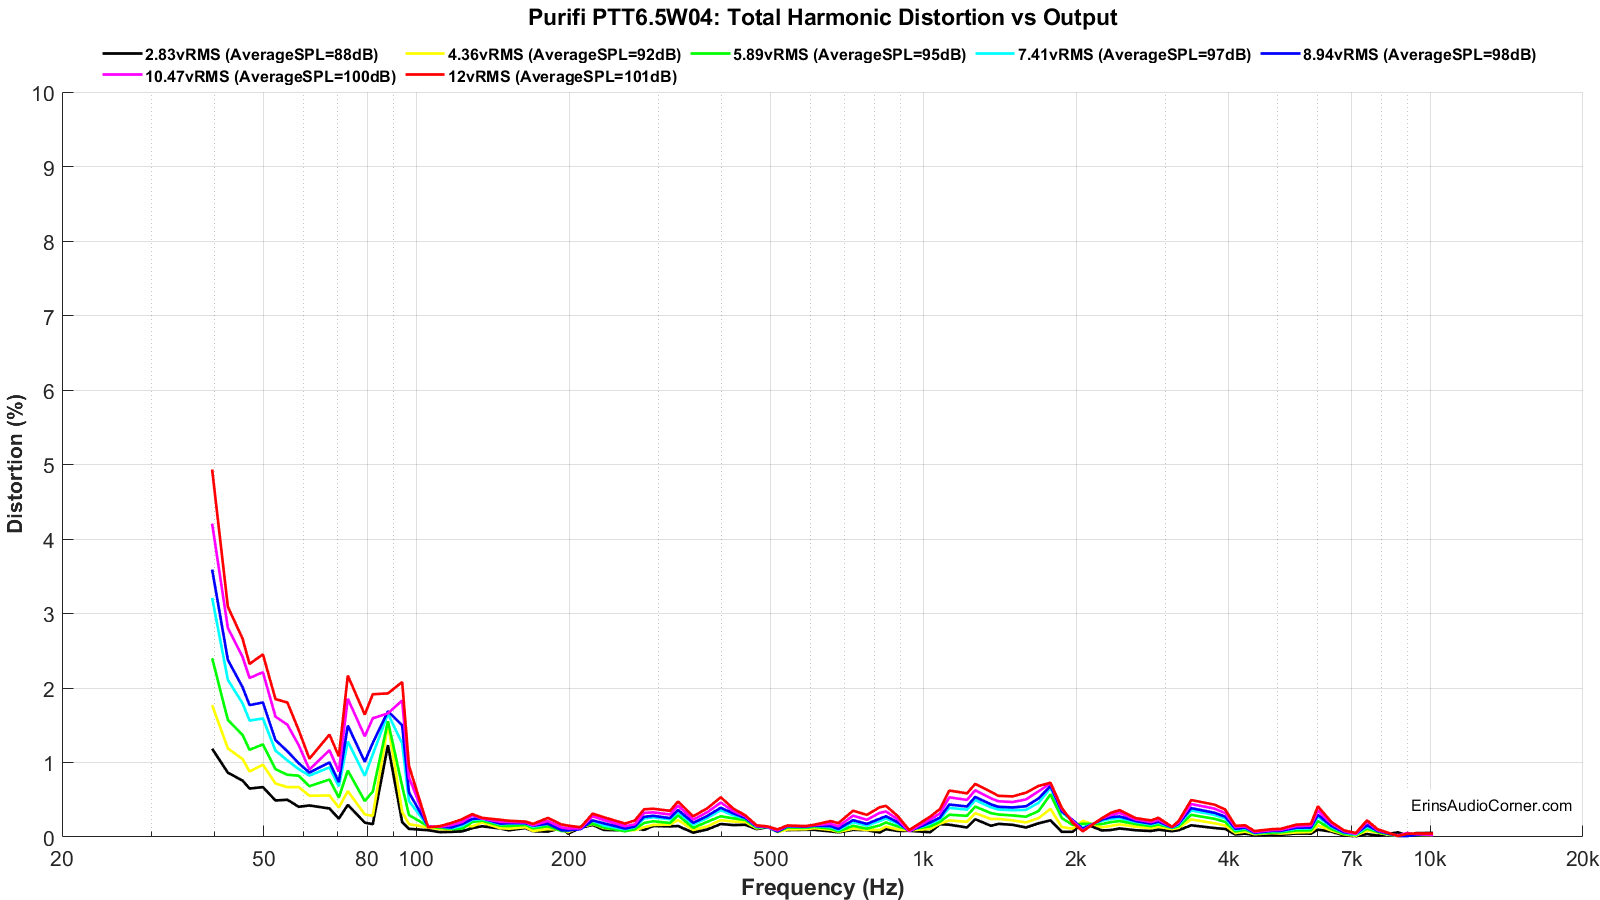 Purifi PTT6.5W04: Total Harmonic Distortion vs Output
2.83vRMS (AverageSPL=88dB) 4.36vRMS (AverageSPL=92dB) 5.89vRMS (AverageSPL=95dB) 7.41vRMS (AverageSPL=97dB) 8.94vRMS (AverageSPL=98dB)
10.47vRMS (AverageSPL=100dB) 12vRMS (AverageSPL=101dB)
10
9
8
7
6
5
4
3
2
1
0
Distortion (%)
ErinsAudioCorner.com
20 50 80 100 200 500 1k 2k 4k 7k 10k 20k
Frequency (Hz)